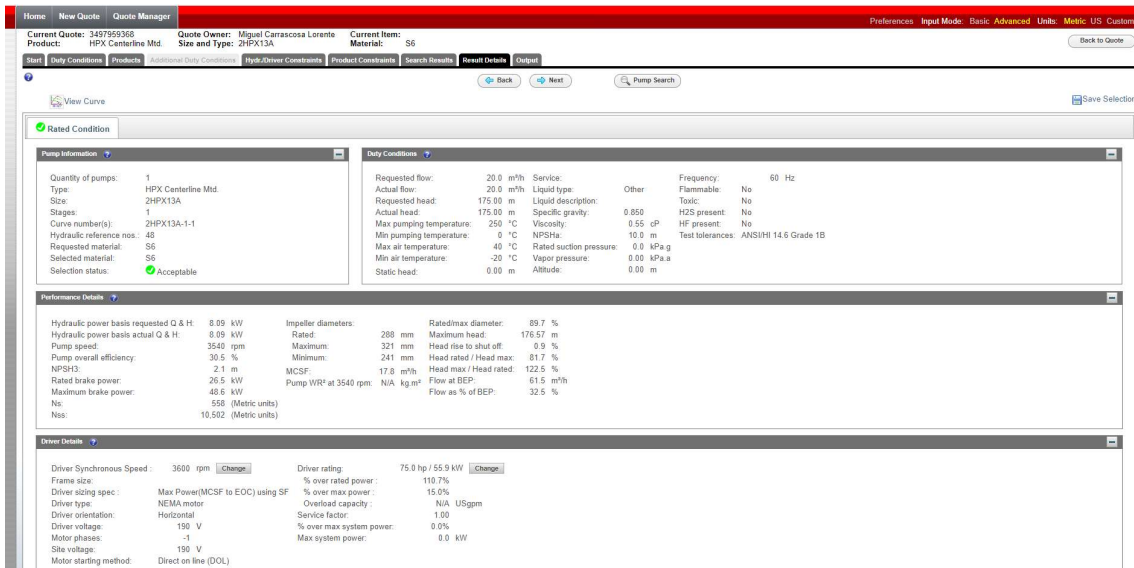 Home New Quote Quote Manager
Preferences Input Mode: Basic Advanced Units: Metric US Custom
Current Quote: 3497959368 Quote Owner: Miguel Carrascosa Lorente Current Item:
Product: HPX Centerline Mtd. Size and Type: 2HPX13A Material: S6
Back to Quote
Start Duty Conditions Products Additional Duty Conditions Hydr./Driver Constraints Product Constraints Search Results Result Details Output
Back Next Pump Search
View Curve Save Selection
Rated Condition
Pump Information
Quantity of pumps: 1
Type: HPX Centerline Mtd.
Size: 2HPX13A
Stages: 1
Curve number(s): 2HPX13A-1-1
Hydraulic reference nos.: 48
Requested material: S6
Selected material: S6
Selection status: Acceptable
Duty Conditions
Requested flow: 20.0 m³/h Service: Frequency: 60 Hz
Actual flow: 20.0 m³/h Liquid type: Other Flammable: No
Requested head: 175.00 m Liquid description: Toxic: No
Actual head: 175.00 m Specific gravity: 0.850 H2S present: No
Max pumping temperature: 250 °C Viscosity: 0.55 cP HF present: No
Min pumping temperature: 0 °C NPSHa: 10.0 m Test tolerances: ANSI/HI 14.6 Grade 1B
Max air temperature: 40 °C Rated suction pressure: 0.0 kPa.g
Min air temperature: -20 °C Vapor pressure: 0.00 kPa.a
Static head: 0.00 m Altitude: 0.00 m
Performance Details
Hydraulic power basis requested Q & H: 8.09 kW Impeller diameters: Rated/max diameter: 89.7 %
Hydraulic power basis actual Q & H: 8.09 kW Rated: 288 mm Maximum head: 176.57 m
Pump speed: 3540 rpm Maximum: 321 mm Head rise to shut off: 0.9 %
Pump overall efficiency: 30.5 % Minimum: 241 mm Head rated / Head max: 81.7 %
NPSH3: 2.1 m MCSF: 17.8 m³/h Head max / Head rated: 122.5 %
Rated brake power: 26.5 kW Pump WR² at 3540 rpm: N/A kg.m² Flow at BEP: 61.5 m³/h
Maximum brake power: 48.6 kW Flow as % of BEP: 32.5 %
Ns: 558 (Metric units)
Nss: 10,502 (Metric units)
Driver Details
Driver Synchronous Speed : 3600 rpm Change Driver rating: 75.0 hp / 55.9 kW Change
Frame size: % over rated power : 110.7%
Driver sizing spec : Max Power(MCSF to EOC) using SF % over max power : 15.0%
Driver type: NEMA motor Overload capacity : N/A USgpm
Driver orientation: Horizontal Service factor: 1.00
Driver voltage: 190 V % over max system power: 0.0%
Motor phases: -1 Max system power: 0.0 kW
Site voltage: 190 V
Motor starting method: Direct on line (DOL)